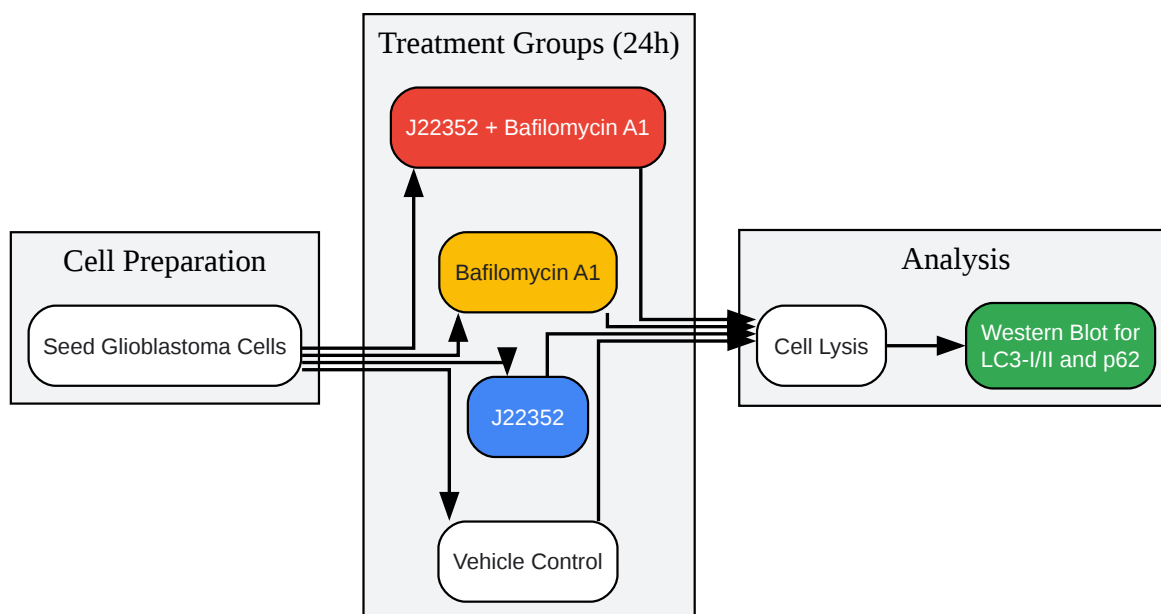 Cell Preparation
Seed Glioblastoma Cells
Treatment Groups (24h)
J22352 + Bafilomycin A1
Bafilomycin A1
J22352
Vehicle Control
Analysis
Cell Lysis
Western Blot for
LC3-I/II and p62